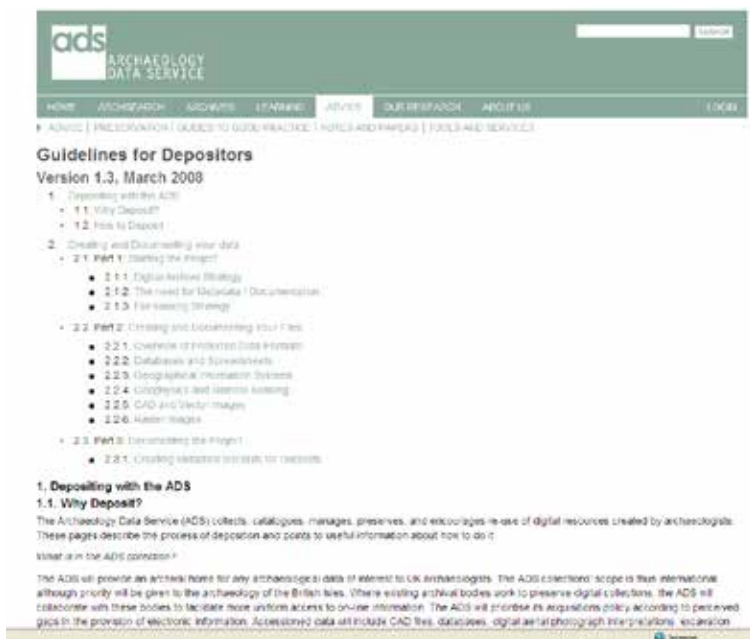 ads
ARCHAEOLOGY
DATA SERVICE
HOME ARCHSEARCH ARCHIVES LEARNING ADVICE OUR RESEARCH ABOUT US LOGIN
ADVICE | PRESERVATION | GUIDES TO GOOD PRACTICE | NOTES AND PAPERS | TOOLS AND SERVICES
Guidelines for Depositors
Version 1.3, March 2008
1. Depositing with the ADS
1.1. Why Deposit?
1.2. How to Deposit
2. Creating and Documenting your data
2.1. Part 1: Starting the Project
2.1.1. Digital Archive Strategy
2.1.2. The need for Metadata / Documentation
2.1.3. File naming Strategy
2.2. Part 2: Creating and Documenting Your Files
2.2.1. Overview of Preferred Data Formats
2.2.2. Databases and Spreadsheets
2.2.3. Geographical Information Systems
2.2.4. Geophysics and Remote Sensing
2.2.5. CAD and Vector Images
2.2.6. Raster Images
2.3. Part 3: Documenting the Project
2.3.1. Creating Metadata
1. Depositing with the ADS
1.1. Why Deposit?
The Archaeology Data Service (ADS) collects, catalogues, manages, preserves, and encourages re-use of digital resources created by archaeologists.
These pages describe the process of deposition and points to useful information about how to do it.
What is in the ADS collection?
The ADS will provide an archival home for any archaeological data of interest to UK archaeologists. The ADS collections' scope is thus international
although priority will be given to the archaeology of the British Isles. Where existing archival bodies work to preserve digital collections, the ADS will
collaborate with these bodies to facilitate more uniform access to on-line information. The ADS will prioritise its acquisitions policy according to perceived
gaps in the provision of electronic information. Accessioned data will include CAD files, databases, digital aerial photograph interpretations, excavation